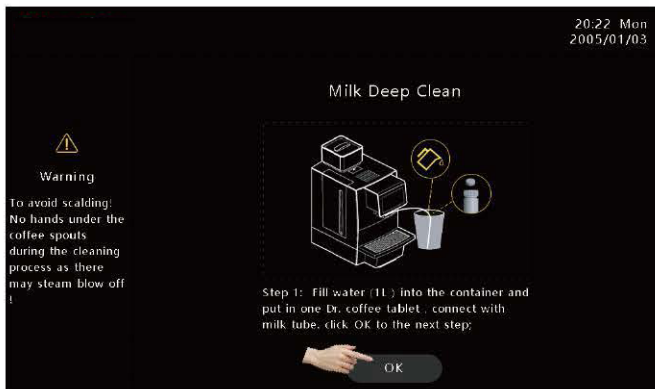 20:22 Mon
2005/01/03
Milk Deep Clean
Warning
To avoid scalding!
No hands under the
coffee spouts
during the cleaning
process as there
may steam blow off
!
Step 1: Fill water (1L) into the container and
put in one Dr. coffee tablet , connect with
milk tube. click OK to the next step;
OK